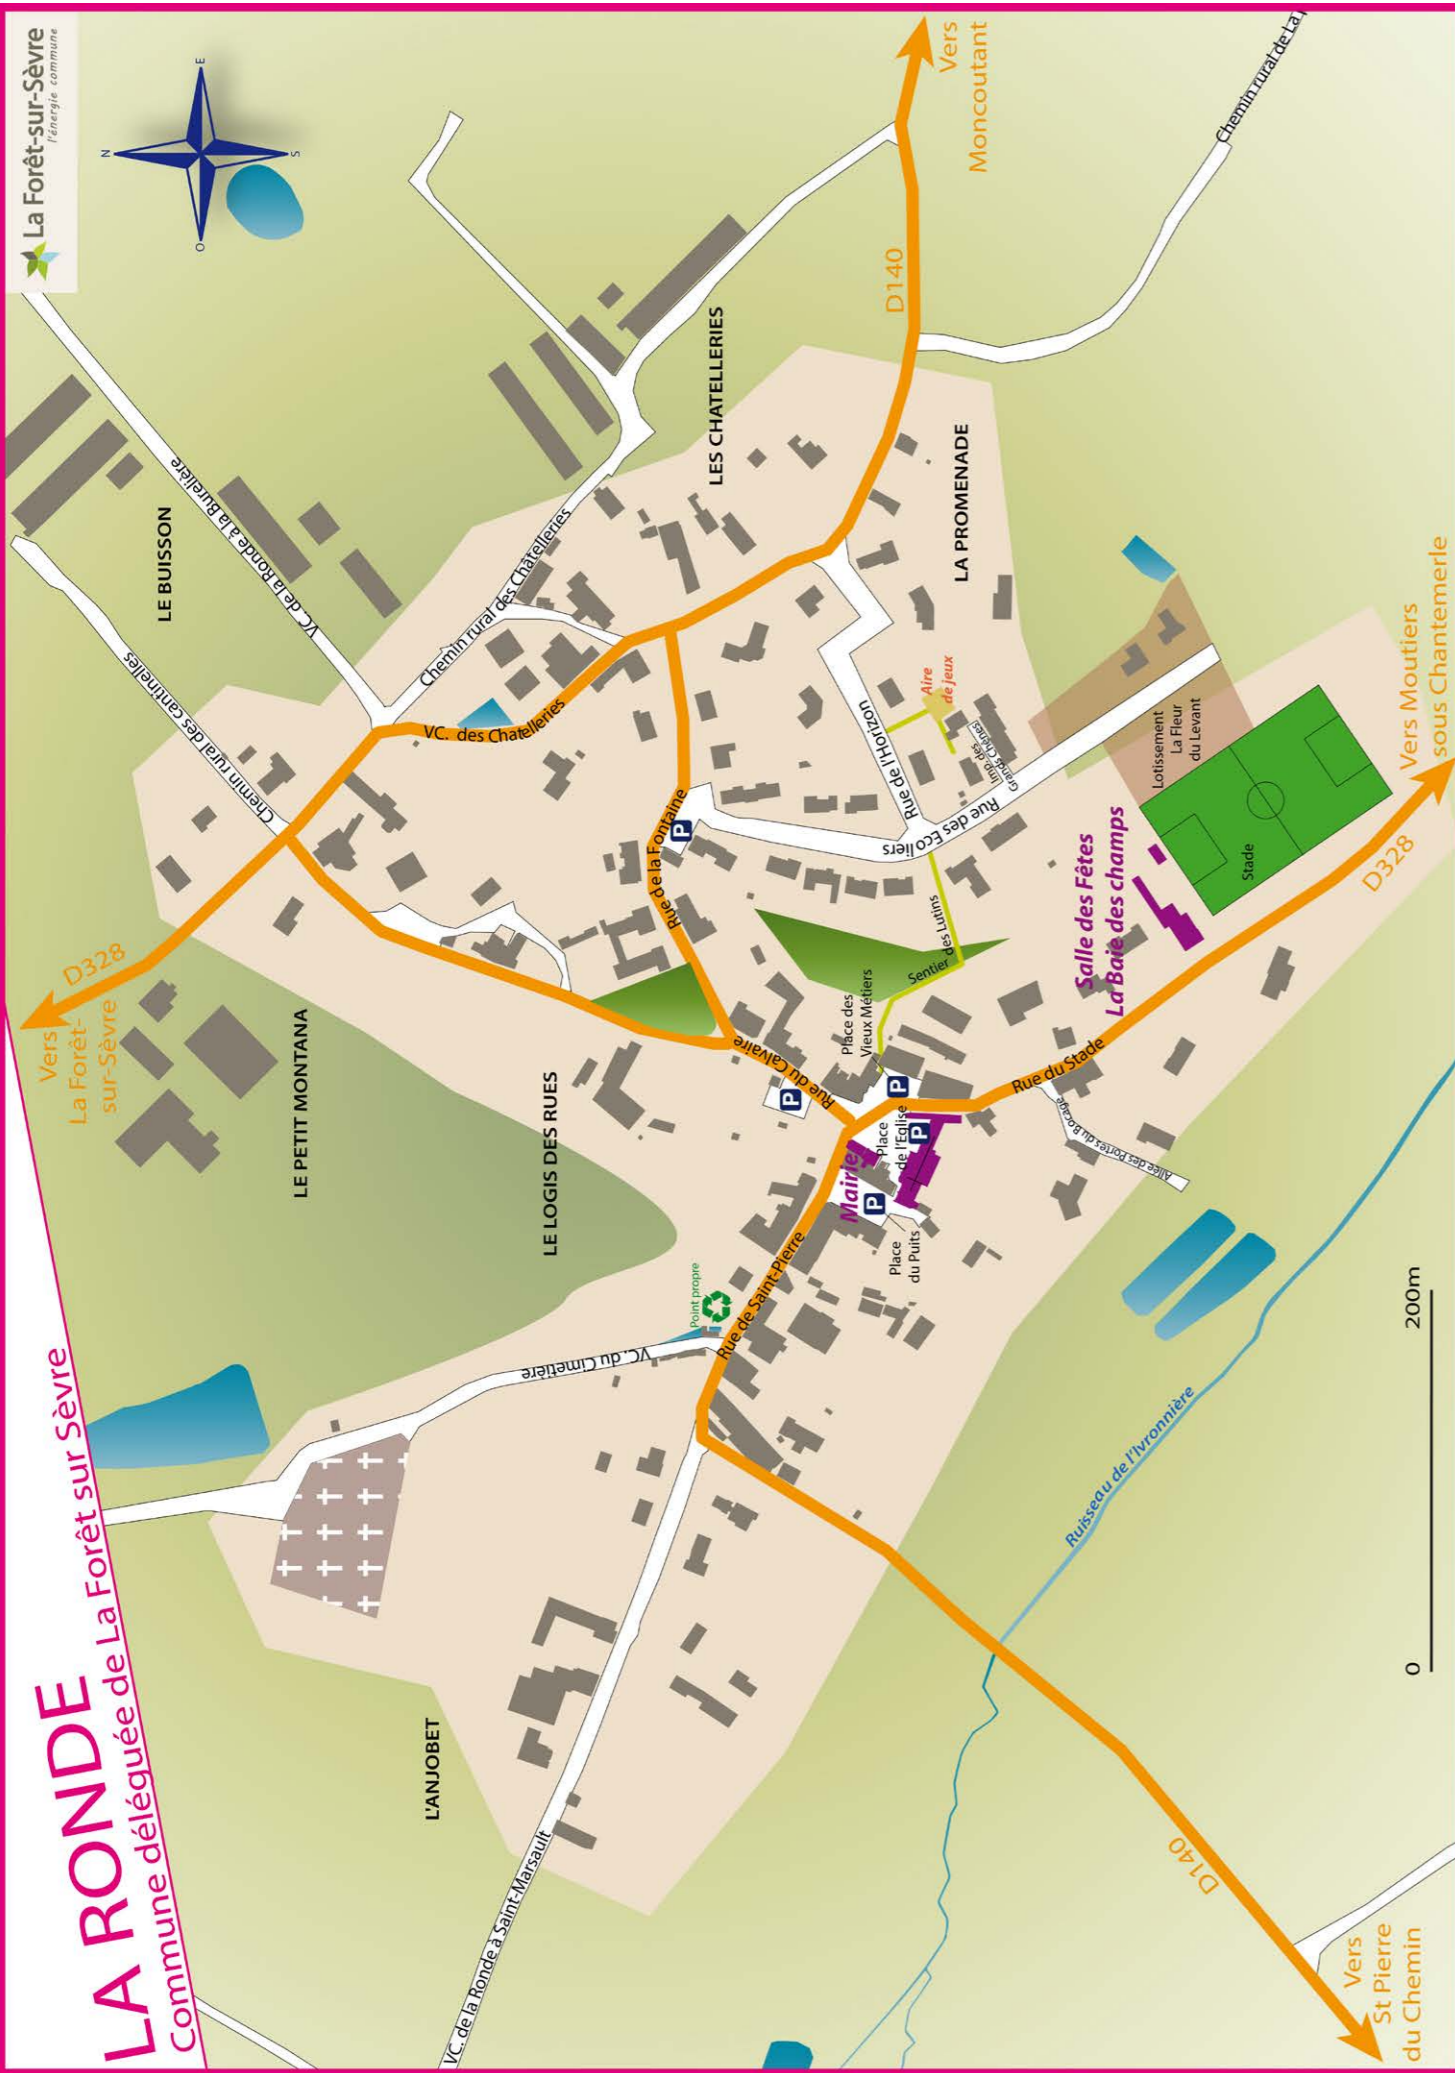 LA RONDE
Commune déléguée de La Forêt sur Sèvre
La Forêt-sur-Sèvre
l'énergie commune
N
E
S
O
Vers
La Forêt-
sur-Sèvre
D328
LE BUISSON
Chemin rural des cantinelles
VC. de la Ronde à la Burelière
Chemin rural des Châtelleries
VC. des Chatelleries
LE PETIT MONTANA
LE LOGIS DES RUES
LES CHATELLERIES
D140
Vers
Moncoutant
L'ANJOBET
VC. du Cimetière
Point propre
VC. de la Ronde à Saint-Marsault
Rue de Saint-Pierre
Rue du Calvaire
Rue de la Fontaine
P
P
P
P
P
Mairie
Place
de l'Eglise
Place
du Puits
Place des
Vieux Métiers
Sentier des Lutins
Rue des Ecoliers
Rue de l'Horizon
Imp. des
Grands Chênes
Aire
de jeux
LA PROMENADE
Chemin rural de La
Rue du Stade
Allée des Portes du Bocage
Salle des Fêtes
La Baie des champs
Lotissement
La Fleur
du Levant
Stade
D328
Vers Moutiers
sous Chantemerle
Ruisseau de l'Ivronnière
D140
Vers
St Pierre
du Chemin
0
200m